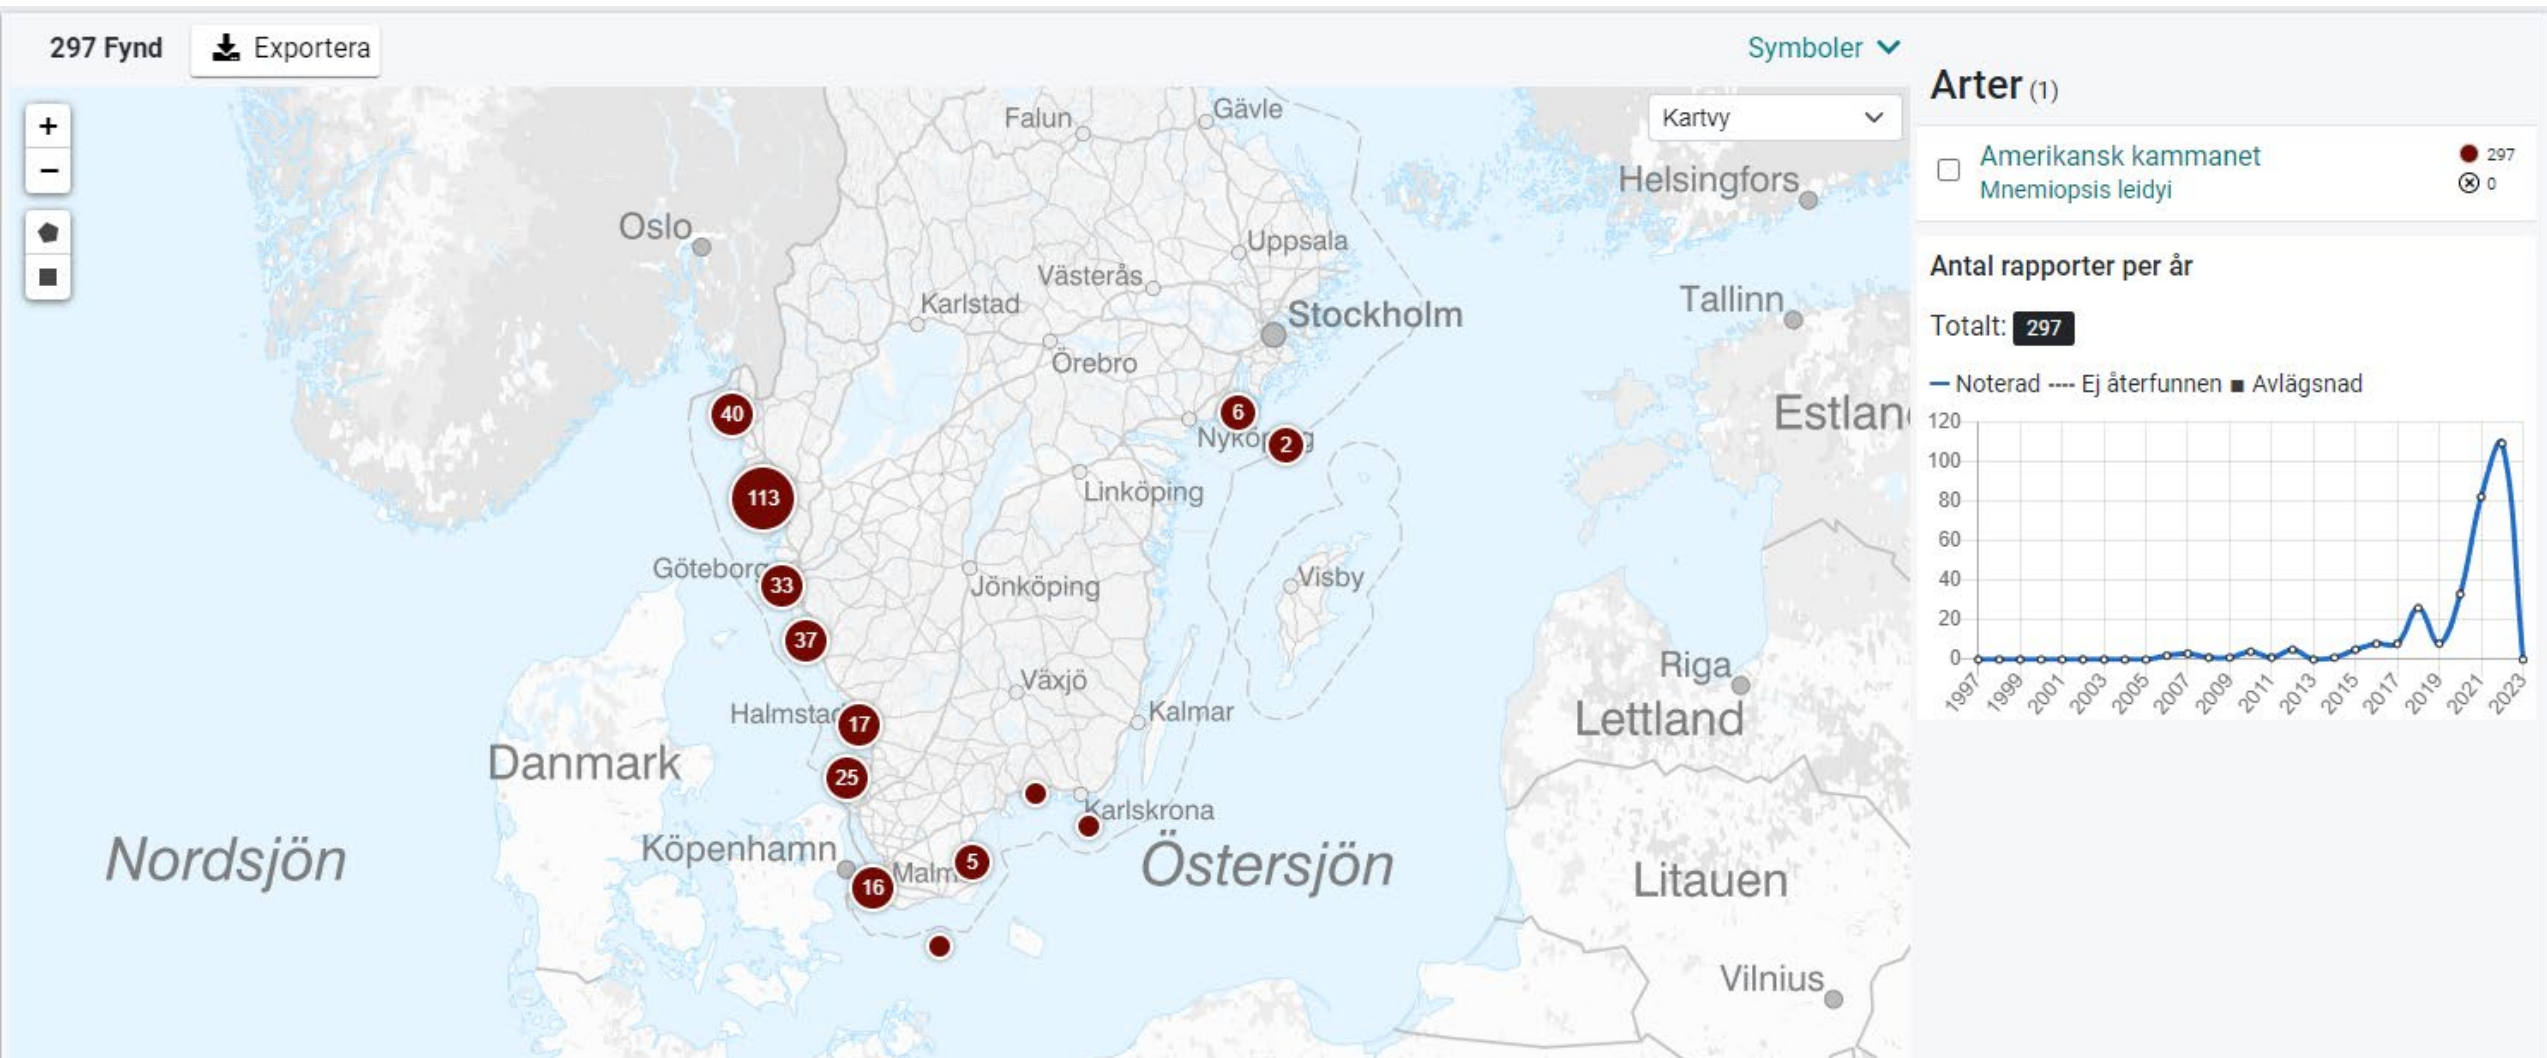 297 Fynd
Exportera
Symboler
Kartvy
+
−
Falun
Gävle
Helsingfors
Oslo
Uppsala
Västerås
Karlstad
Stockholm
Tallinn
Örebro
40
6
Estlan
Nyköping
2
Linköping
113
Göteborg
33
Jönköping
Visby
37
Riga
Växjö
Halmstad
17
Kalmar
Lettland
Danmark
25
Karlskrona
Köpenhamn
Nordsjön
Malm
5
Östersjön
16
Litauen
Vilnius
Arter (1)
Amerikansk kammanet
297
Mnemiopsis leidyi
0
Antal rapporter per år
Totalt: 297
Noterad ---- Ej återfunnen ■ Avlägsnad
120
100
80
60
40
20
0
1997 1999 2001 2003 2005 2007 2009 2011 2013 2015 2017 2019 2021 2023